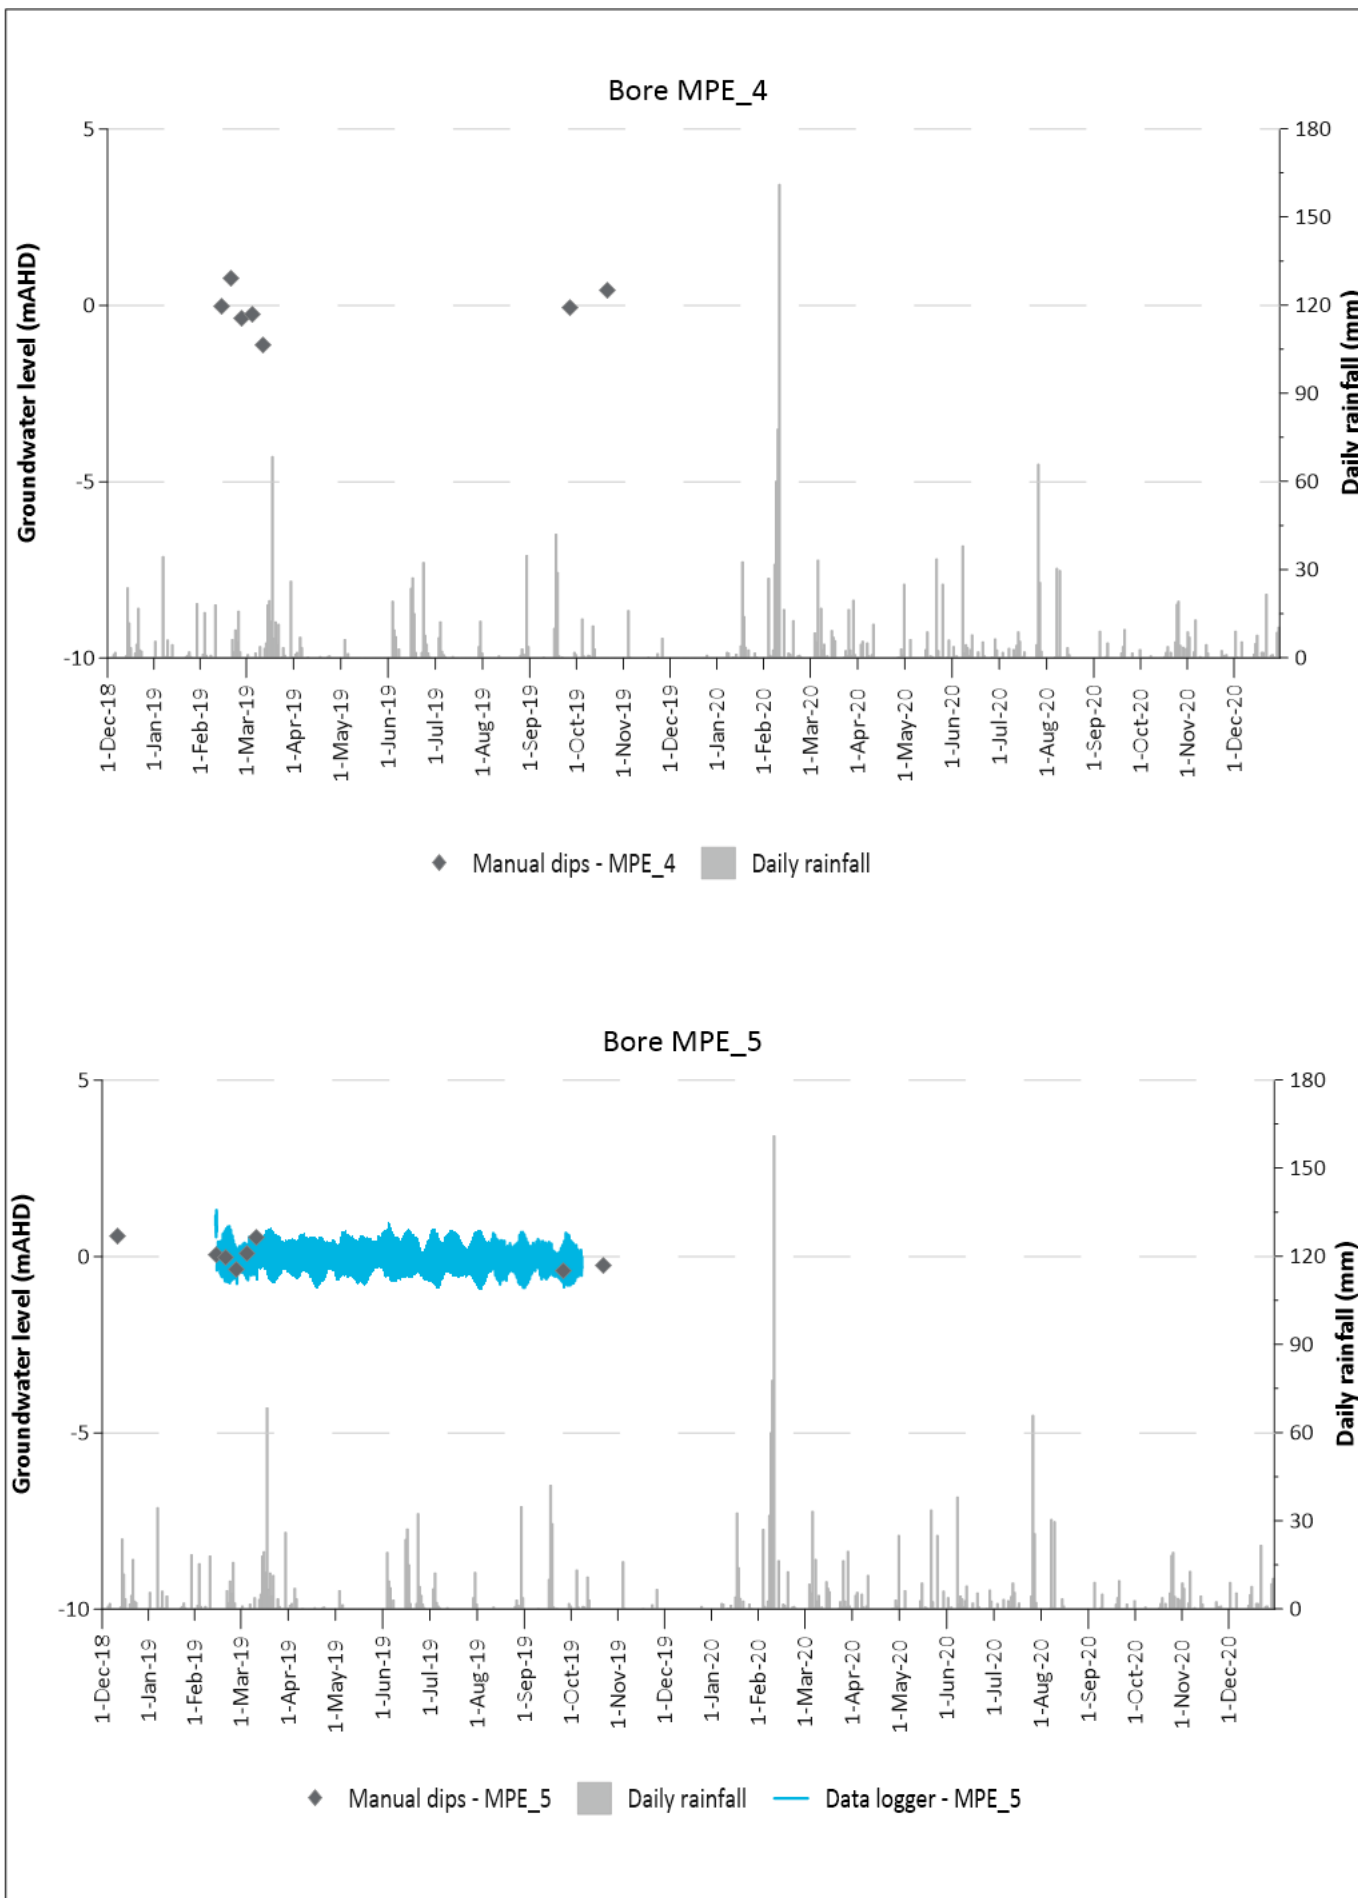 Bore MPE_4
Groundwater level (mAHD)
5
0
-5
-10
180
150
120
90
60
30
0
Daily rainfall (mm)
1-Dec-18
1-Jan-19
1-Feb-19
1-Mar-19
1-Apr-19
1-May-19
1-Jun-19
1-Jul-19
1-Aug-19
1-Sep-19
1-Oct-19
1-Nov-19
1-Dec-19
1-Jan-20
1-Feb-20
1-Mar-20
1-Apr-20
1-May-20
1-Jun-20
1-Jul-20
1-Aug-20
1-Sep-20
1-Oct-20
1-Nov-20
1-Dec-20
Manual dips - MPE_4 Daily rainfall
Bore MPE_5
Groundwater level (mAHD)
5
0
-5
-10
180
150
120
90
60
30
0
Daily rainfall (mm)
1-Dec-18
1-Jan-19
1-Feb-19
1-Mar-19
1-Apr-19
1-May-19
1-Jun-19
1-Jul-19
1-Aug-19
1-Sep-19
1-Oct-19
1-Nov-19
1-Dec-19
1-Jan-20
1-Feb-20
1-Mar-20
1-Apr-20
1-May-20
1-Jun-20
1-Jul-20
1-Aug-20
1-Sep-20
1-Oct-20
1-Nov-20
1-Dec-20
Manual dips - MPE_5 Daily rainfall Data logger - MPE_5